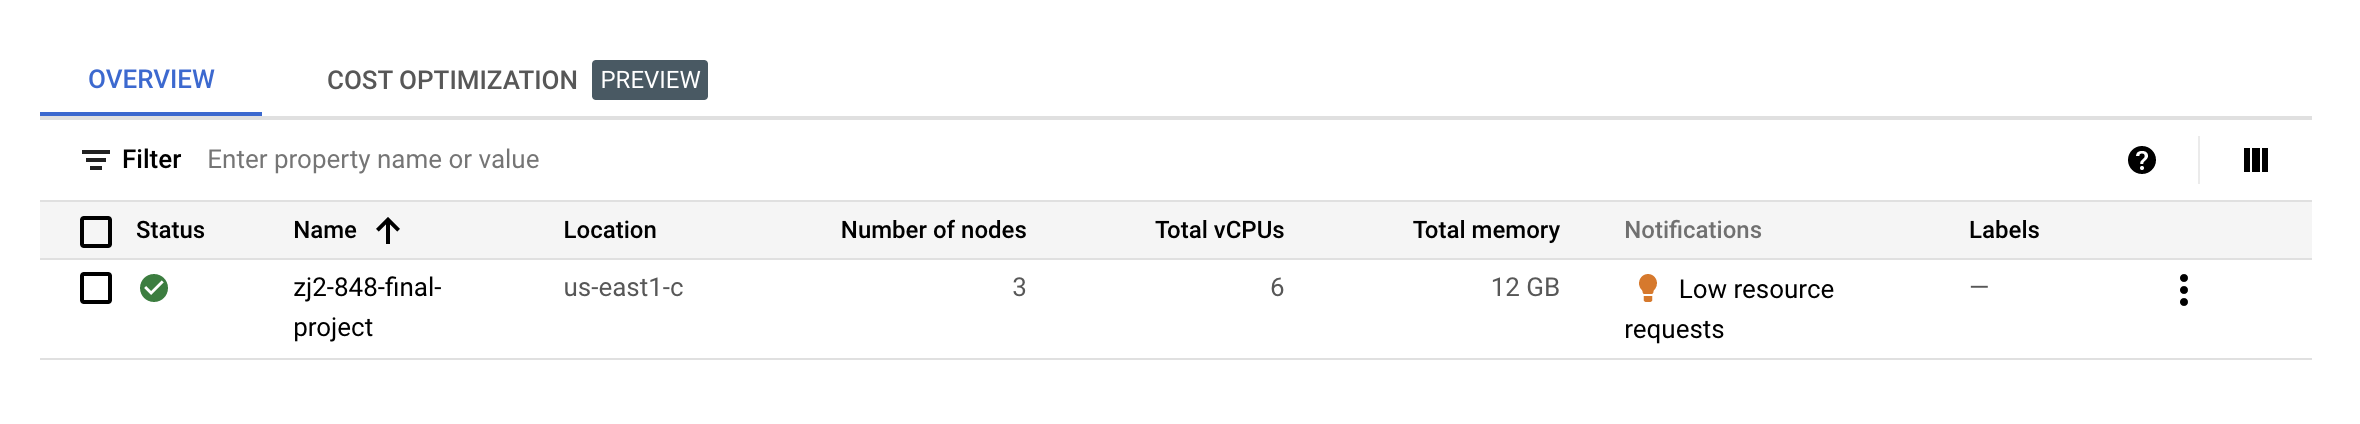 OVERVIEW COST OPTIMIZATION PREVIEW
Filter Enter property name or value
Status Name Location Number of nodes Total vCPUs Total memory Notifications Labels
zj2-848-final- us-east1-c 3 6 12 GB Low resource —
project requests